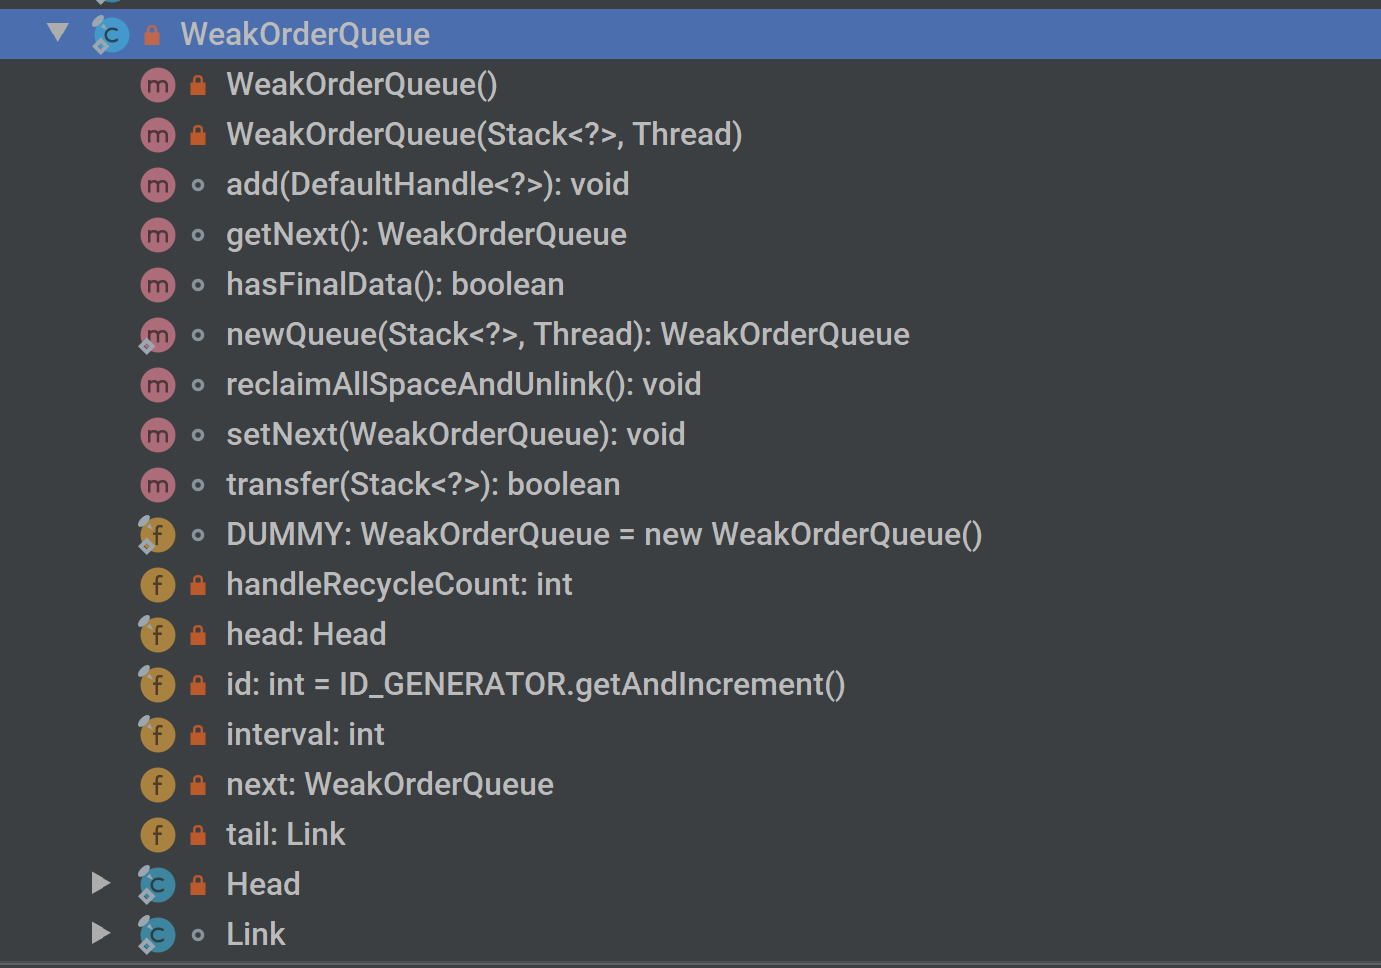 WeakOrderQueue
WeakOrderQueue()
WeakOrderQueue(Stack<?>, Thread)
add(DefaultHandle<?>): void
getNext(): WeakOrderQueue
hasFinalData(): boolean
newQueue(Stack<?>, Thread): WeakOrderQueue
reclaimAllSpaceAndUnlink(): void
setNext(WeakOrderQueue): void
transfer(Stack<?>): boolean
DUMMY: WeakOrderQueue = new WeakOrderQueue()
handleRecycleCount: int
head: Head
id: int = ID_GENERATOR.getAndIncrement()
interval: int
next: WeakOrderQueue
tail: Link
Head
Link